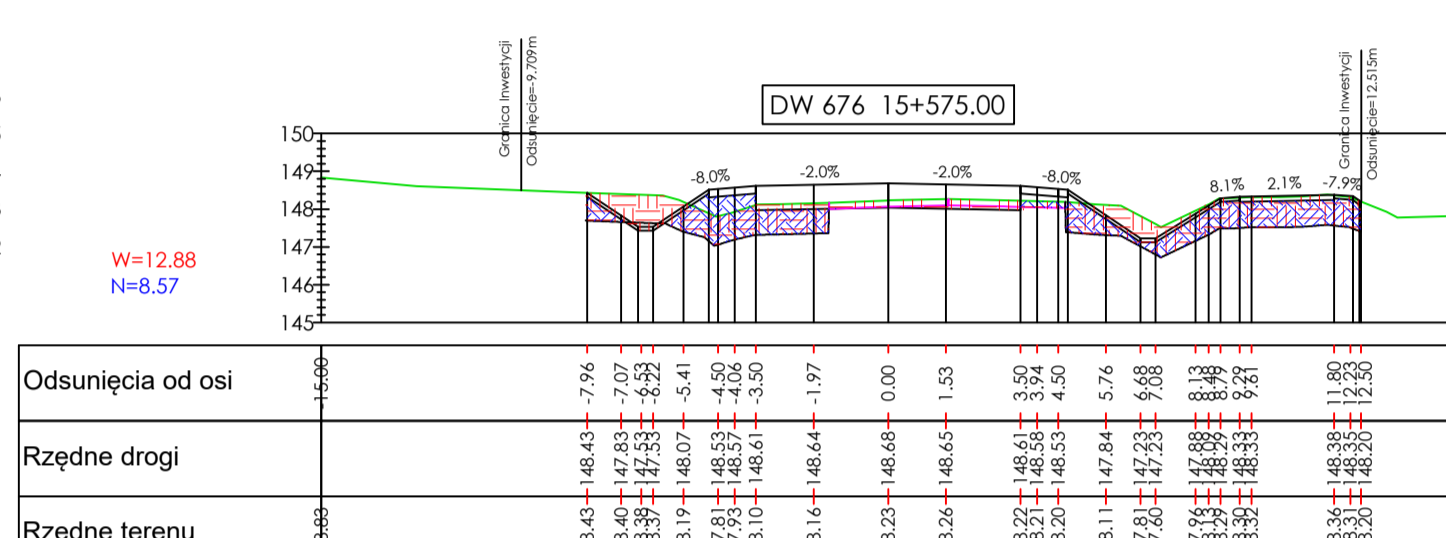 Granica Inwestycji
Odsunięcie=-9.709m
DW 676 15+575.00
Granica Inwestycji
Odsunięcie=12.515m
150
149
148
147
146
145
-8.0%
-2.0%
-2.0%
-8.0%
8.1%
2.1%
-7.9%
W=12.88
N=8.57
Odsunięcia od osi
-15.00 -7.96 -7.07 -6.53 -6.22 -5.41 -4.50 -4.06 -3.50 -1.97 0.00 1.53 3.50 3.94 4.50 5.76 6.68 7.08 8.13 8.48 8.79 9.29 9.61 11.80 12.23 12.50
Rzędne drogi
148.43 147.83 147.53 147.53 148.07 148.53 148.57 148.61 148.64 148.68 148.65 148.61 148.58 148.53 147.84 147.23 147.23 147.88 148.09 148.29 148.33 148.33 148.38 148.35 148.20
Rzędne terenu